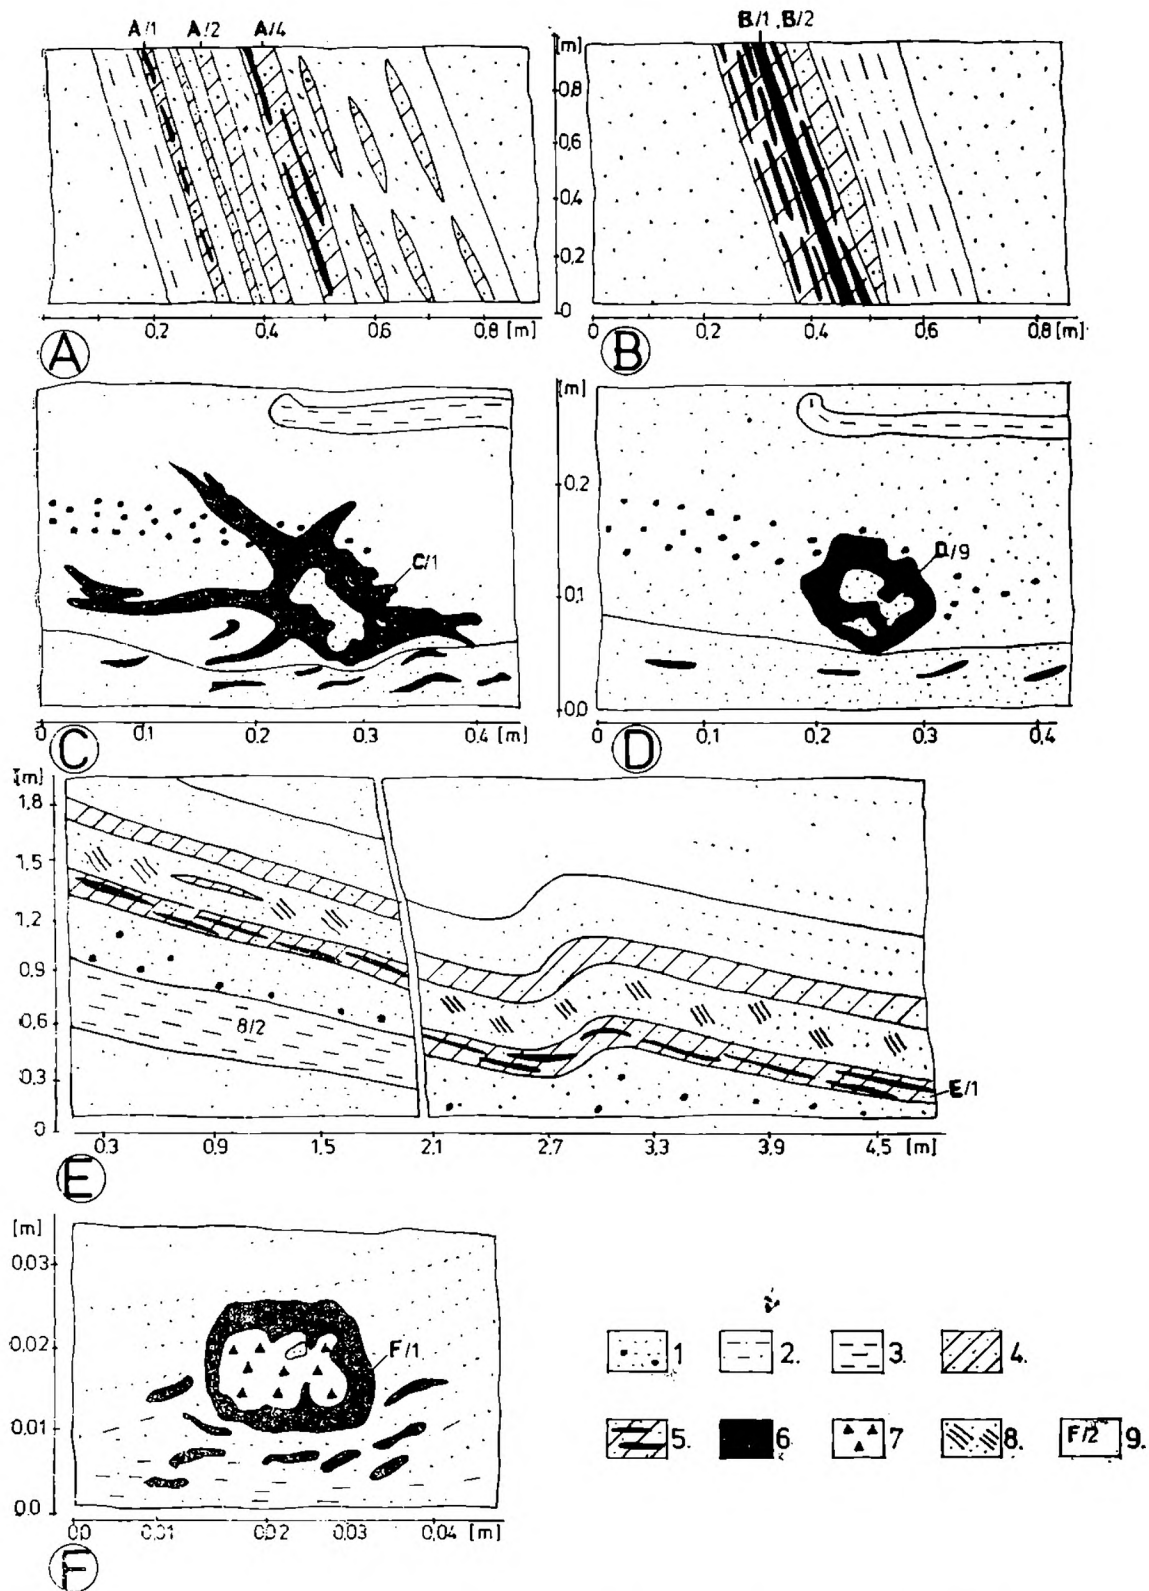 A/1 A/2 A/4
B/1, B/2
[m]
0,8
0,6
0,4
0,2
0
0,2 0,4 0,6 0,8 [m]
0 0,2 0,4 0,6 0,8 [m]
A
B
C/1
0 0,1 0,2 0,3 0,4 [m]
C
[m]
0,2
0,1
0,0
D/9
0 0,1 0,2 0,3 0,4
D
[m]
1,8
1,5
1,2
0,9
0,6
0,3
0
8/2
E/1
0,3 0,9 1,5 2,1 2,7 3,3 3,9 4,5 [m]
E
[m]
0,03
0,02
0,01
0,0
F/1
0,0 0,01 0,02 0,03 0,04 [m]
F
1 2. 3. 4.
5. 6. 7 8. F/2 9.